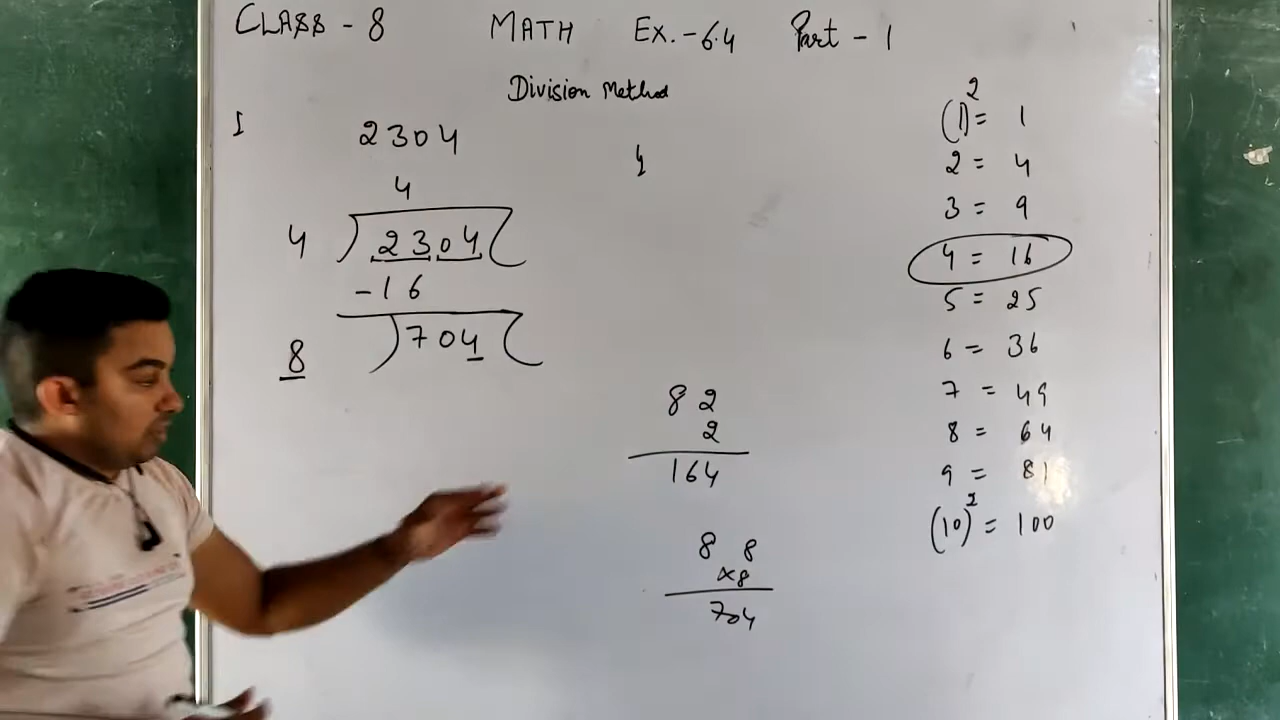 CLASS - 8 MATH Ex. - 6.4 Part - 1
Division Method
1 2304
4
4 ) 2304 (
-16
8 ) 704 (
4
82
2
164
88
×8
704
(1)² = 1
2 = 4
3 = 9
4 = 16
5 = 25
6 = 36
7 = 49
8 = 64
9 = 81
(10)² = 100